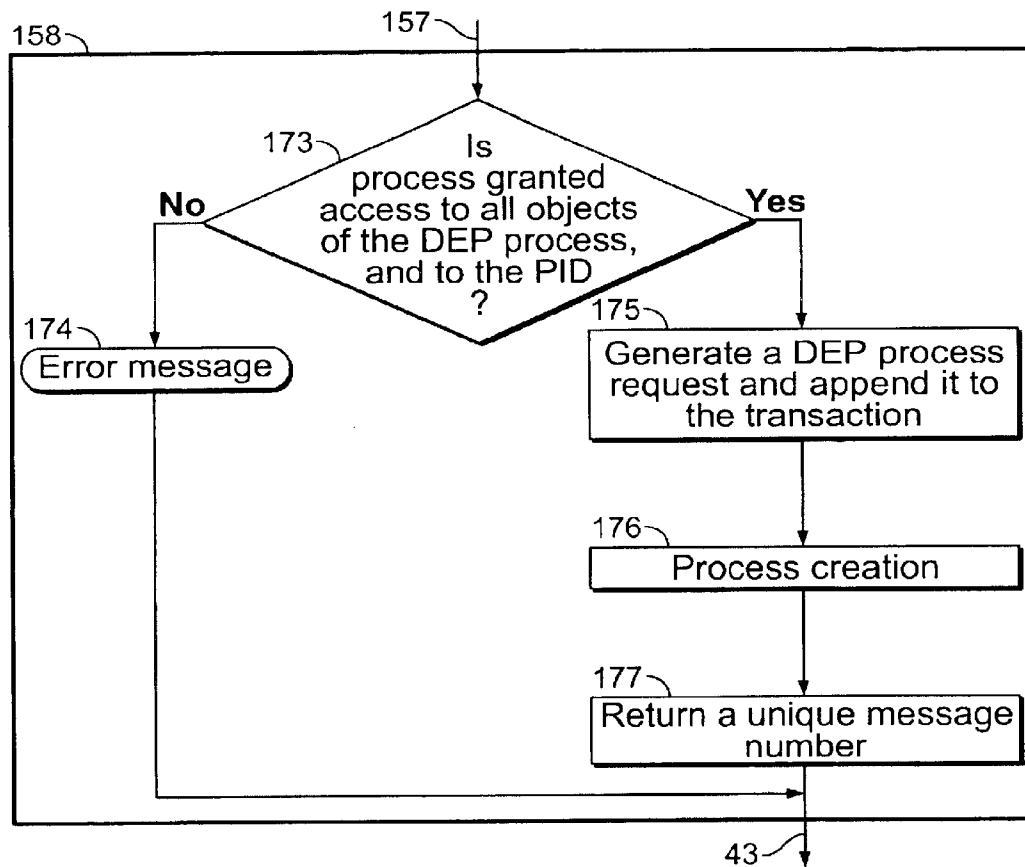 157
158
173
Is
process granted
access to all objects
of the DEP process,
and to the PID
?
No
Yes
174
Error message
175
Generate a DEP process
request and append it to
the transaction
176
Process creation
177
Return a unique message
number
43